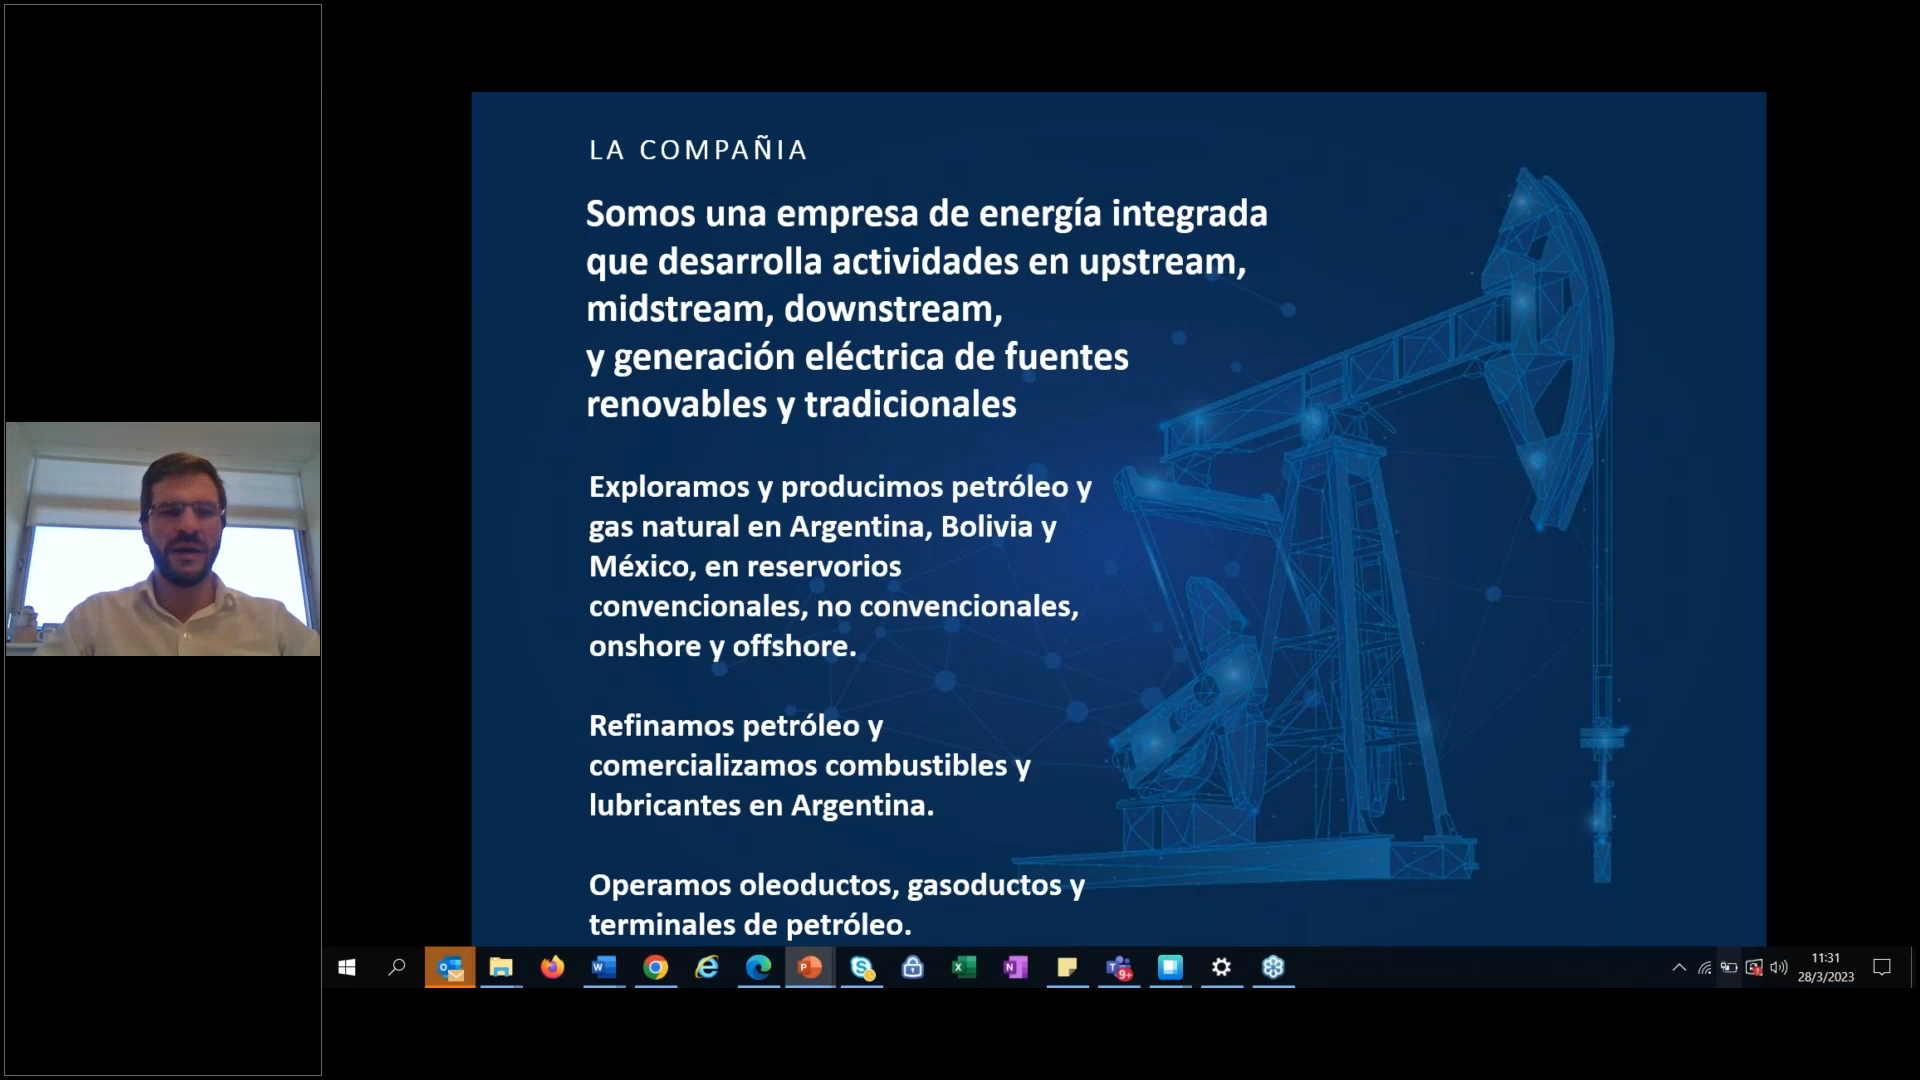 LA COMPAÑIA
Somos una empresa de energía integrada
que desarrolla actividades en upstream,
midstream, downstream,
y generación eléctrica de fuentes
renovables y tradicionales
Exploramos y producimos petróleo y
gas natural en Argentina, Bolivia y
México, en reservorios
convencionales, no convencionales,
onshore y offshore.
Refinamos petróleo y
comercializamos combustibles y
lubricantes en Argentina.
Operamos oleoductos, gasoductos y
terminales de petróleo.
9+
11:31
28/3/2023